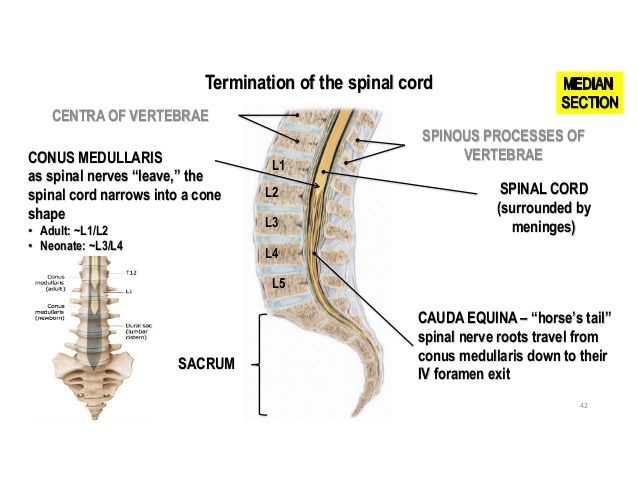 Termination of the spinal cord
MEDIAN
SECTION
CENTRA OF VERTEBRAE
SPINOUS PROCESSES OF
VERTEBRAE
CONUS MEDULLARIS
as spinal nerves “leave,” the
spinal cord narrows into a cone
shape
• Adult: ~L1/L2
• Neonate: ~L3/L4
L1
L2
L3
L4
L5
SPINAL CORD
(surrounded by
meninges)
Conus
medullaris
(adult)
Conus
medullaris
(newborn)
T12
L1
Dural sac
(lumbar
cistern)
CAUDA EQUINA – “horse’s tail”
spinal nerve roots travel from
conus medullaris down to their
IV foramen exit
SACRUM
42